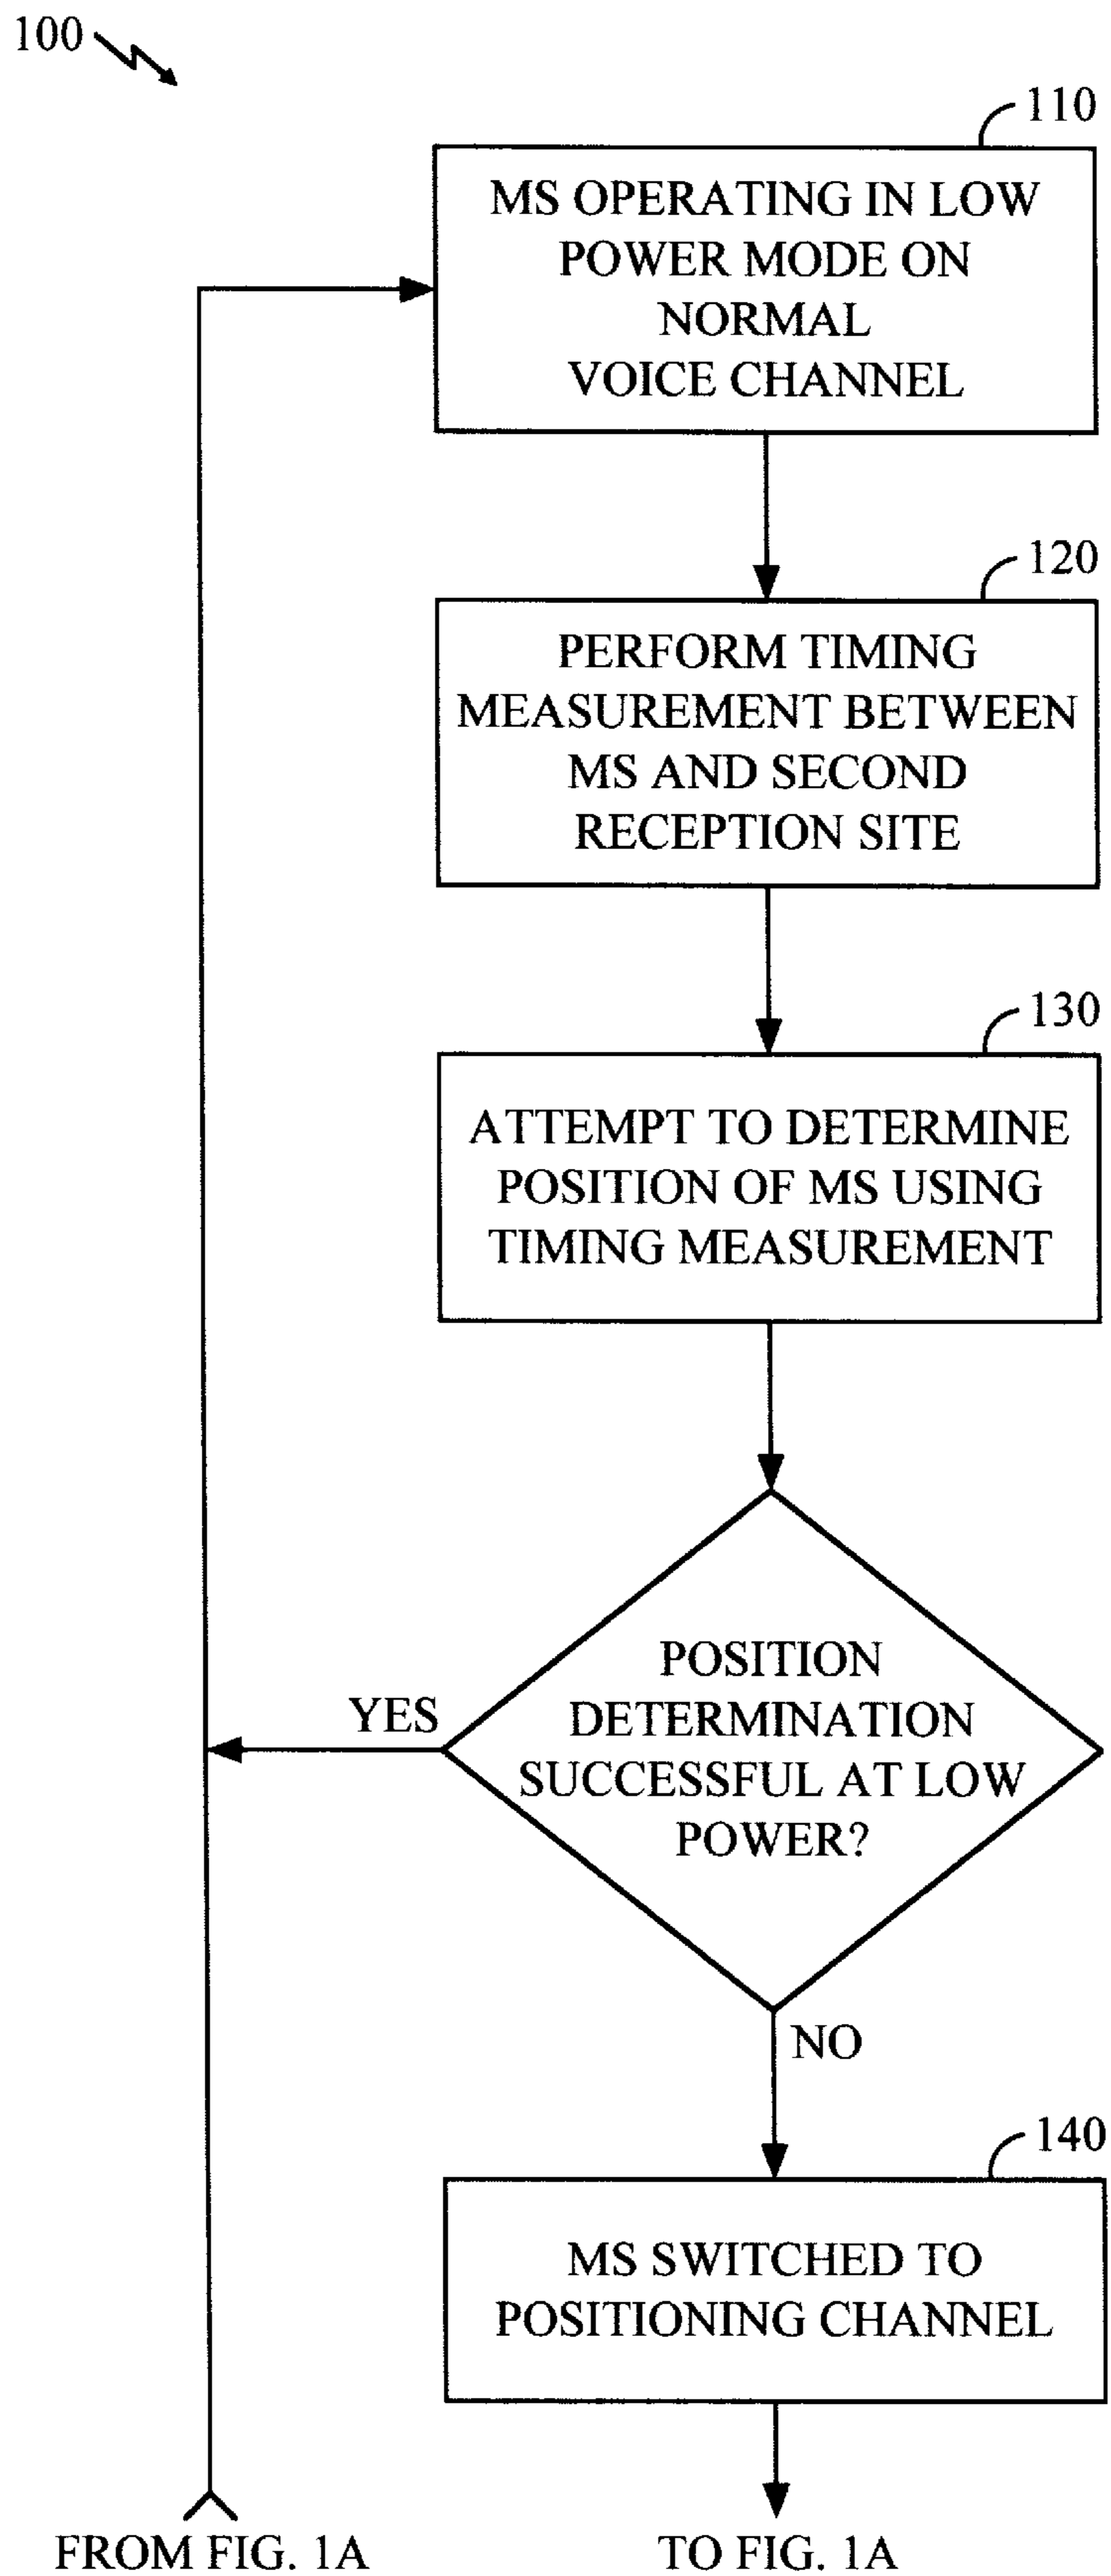 100
110
MS OPERATING IN LOW
POWER MODE ON
NORMAL
VOICE CHANNEL
120
PERFORM TIMING
MEASUREMENT BETWEEN
MS AND SECOND
RECEPTION SITE
130
ATTEMPT TO DETERMINE
POSITION OF MS USING
TIMING MEASUREMENT
POSITION
DETERMINATION
SUCCESSFUL AT LOW
POWER?
YES
NO
140
MS SWITCHED TO
POSITIONING CHANNEL
FROM FIG. 1A
TO FIG. 1A